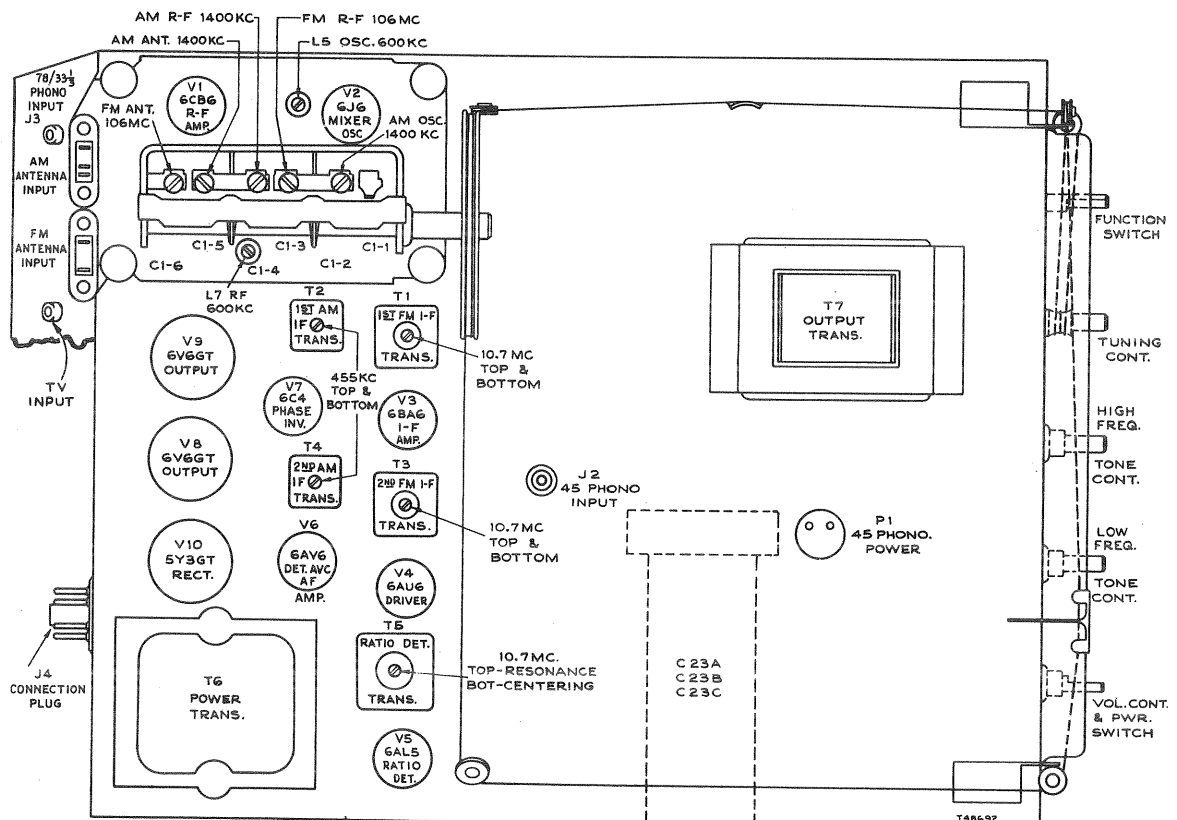 AM R-F 1400KC
FM R-F 106MC
AM ANT. 1400KC
L5 OSC. 600KC
78/33⅓
PHONO
INPUT
J3
FM ANT.
106MC
V1
6CB6
R-F
AMP.
V2
6J6
MIXER
OSC
AM OSC.
1400 KC
AM
ANTENNA
INPUT
FM
ANTENNA
INPUT
C1-5
C1-3
C1-1
C1-6
C1-4
C1-2
L7 RF
600KC
TV
INPUT
T2
1ST AM
IF
TRANS.
T1
1ST FM I-F
TRANS.
10.7 MC
TOP &
BOTTOM
V9
6V6GT
OUTPUT
455KC
TOP &
BOTTOM
V7
6C4
PHASE
INV.
V3
6BA6
I-F
AMP.
V8
6V6GT
OUTPUT
T4
2ND AM
IF
TRANS.
T3
2ND FM I-F
TRANS.
10.7MC
TOP &
BOTTOM
V10
5Y3GT
RECT.
V6
6AV6
DET. AVC
AF
AMP.
V4
6AU6
DRIVER
T5
RATIO DET.
TRANS.
10.7MC.
TOP-RESONANCE
BOT-CENTERING
J4
CONNECTION
PLUG
T6
POWER
TRANS.
V5
6AL5
RATIO
DET.
T7
OUTPUT
TRANS.
J2
45 PHONO
INPUT
P1
45 PHONO.
POWER
C23A
C23B
C23C
FUNCTION
SWITCH
TUNING
CONT.
HIGH
FREQ.
TONE
CONT.
LOW
FREQ.
TONE
CONT.
VOL. CONT.
& PWR.
SWITCH
T48692